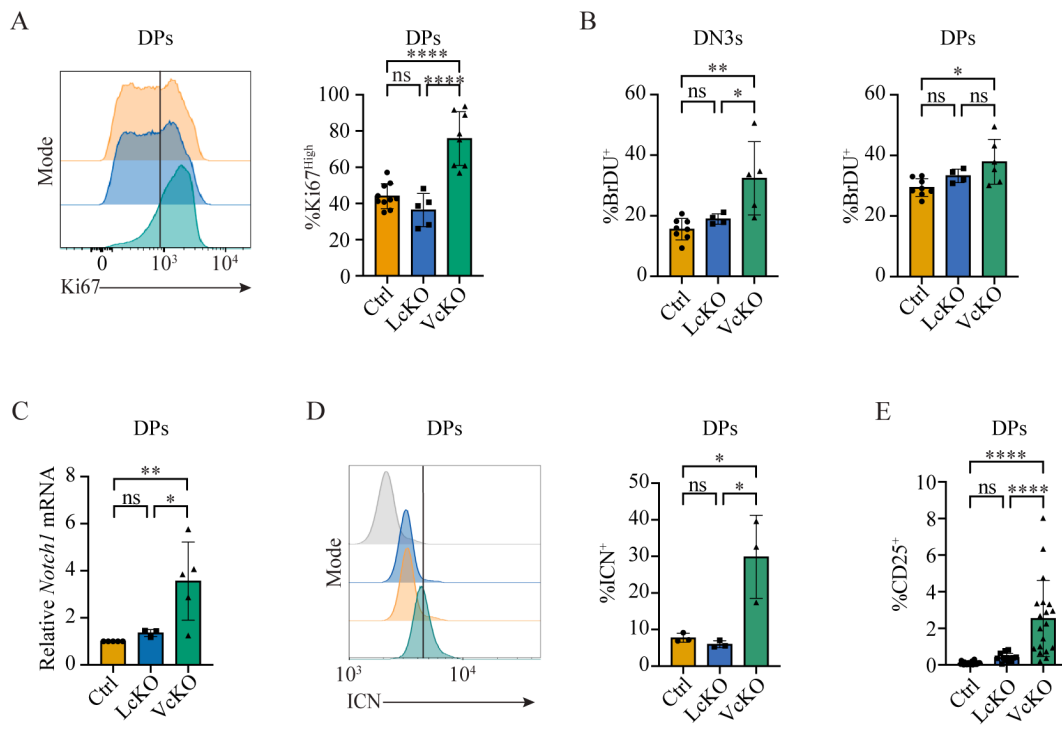 A
DPs
Mode
0
10³
10⁴
Ki67
DPs
****
ns
****
%Ki67High
100
80
60
40
20
0
Ctrl
LcKO
VcKO
B
DN3s
**
ns
*
%BrDU+
60
40
20
0
Ctrl
LcKO
VcKO
DPs
*
ns
ns
%BrDU+
60
40
20
0
Ctrl
LcKO
VcKO
C
DPs
**
ns
*
Relative Notch1 mRNA
8
6
4
2
0
Ctrl
LcKO
VcKO
D
DPs
Mode
10³
10⁴
ICN
DPs
*
ns
*
%ICN+
50
40
30
20
10
0
Ctrl
LcKO
VcKO
E
DPs
****
ns
****
%CD25+
10
8
6
4
2
0
Ctrl
LcKO
VcKO